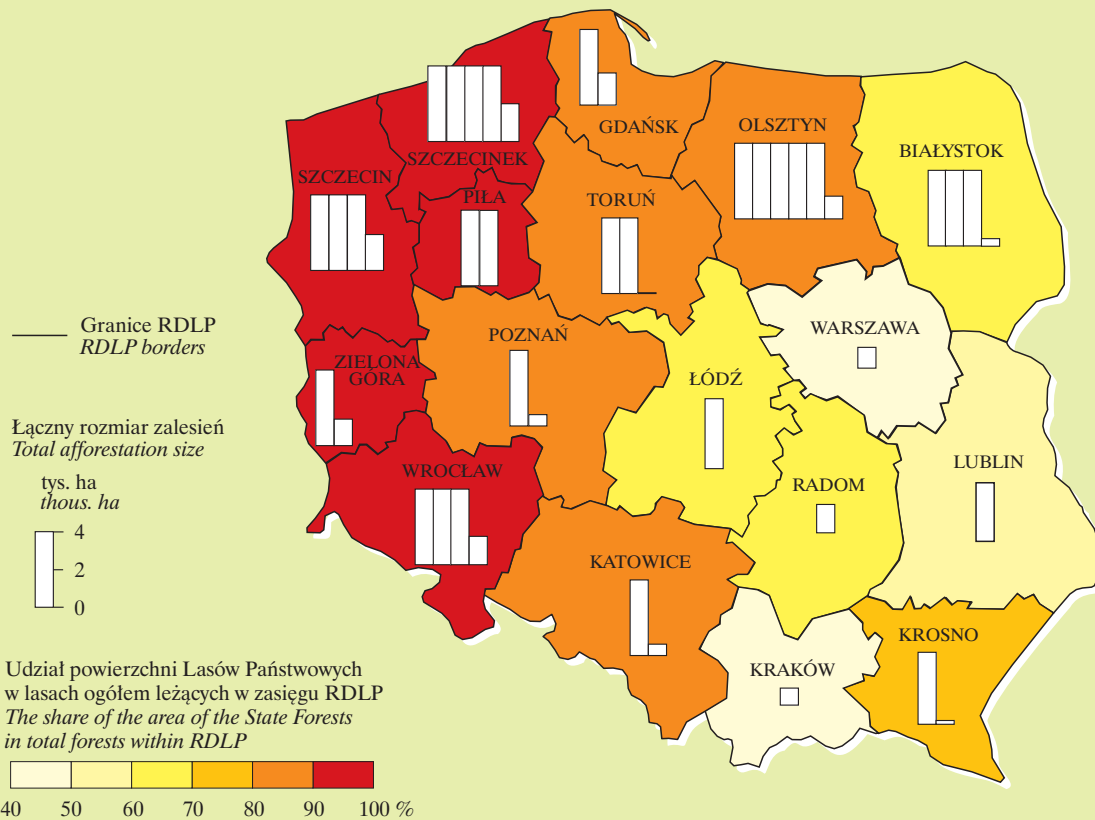 GDAŃSK
OLSZTYN
BIAŁYSTOK
SZCZECINEK
SZCZECIN
PIŁA
TORUŃ
Granice RDLP
RDLP borders
POZNAŃ
WARSZAWA
ZIELONA
GÓRA
ŁÓDŹ
Łączny rozmiar zalesień
Total afforestation size
tys. ha
thous. ha
4
2
0
WROCŁAW
RADOM
LUBLIN
KATOWICE
KRAKÓW
KROSNO
Udział powierzchni Lasów Państwowych
w lasach ogółem leżących w zasięgu RDLP
The share of the area of the State Forests
in total forests within RDLP
40 50 60 70 80 90 100 %